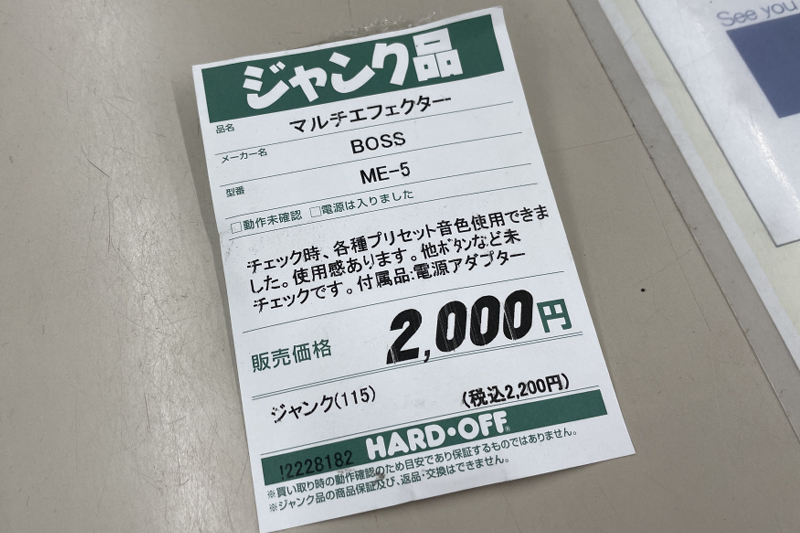 See you
ジャンク品
品名 マルチエフェクター
メーカー名 BOSS
型番 ME-5
□動作未確認 □電源は入りました
チェック時、各種プリセット音色使用できま
した。使用感あります。他ボタンなど未
チェックです。付属品:電源アダプター
販売価格 2,000円
ジャンク(115) (税込2,200円)
12228182 HARD・OFF®
※買い取り時の動作確認のため目安であり保証するものではありません。
※ジャンク品の商品保証及び、返品・交換はできません。